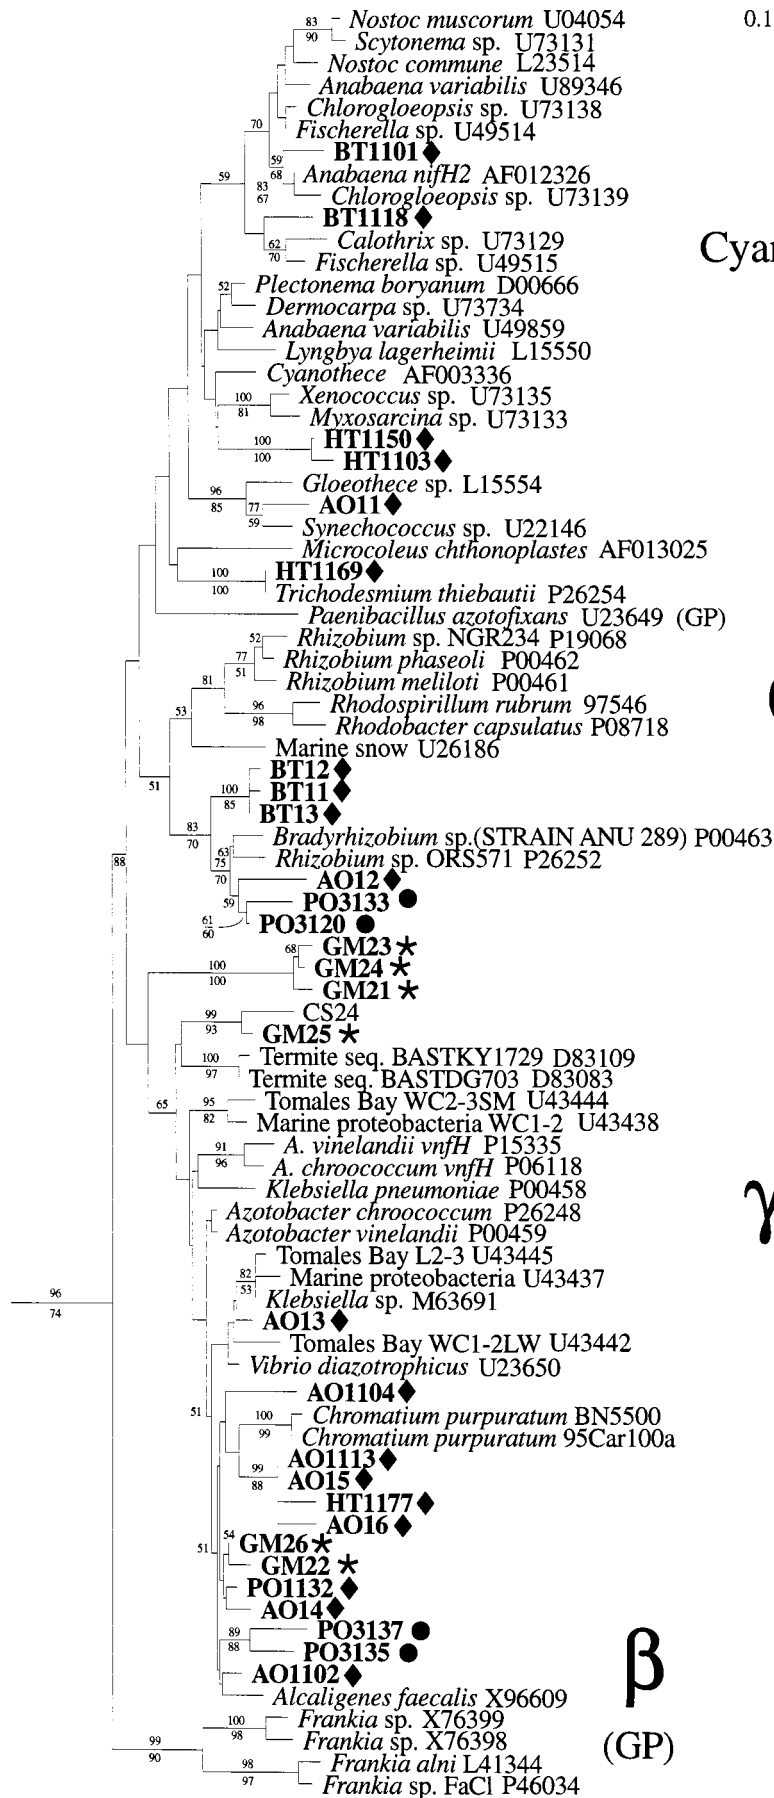 83 Nostoc muscorum U04054 0.1
90 Scytonema sp. U73131
Nostoc commune L23514
Anabaena variabilis U89346
Chlorogloeopsis sp. U73138
70 Fischerella sp. U49514
59 BT1101
59 83 68 Anabaena nifH2 AF012326
67 Chlorogloeopsis sp. U73139
BT1118
62 Calothrix sp. U73129
70 Fischerella sp. U49515
52 Plectonema boryanum D00666
Dermocarpa sp. U73734
Anabaena variabilis U49859
Lyngbya lagerheimii L15550
Cyanothece AF003336
100 Xenococcus sp. U73135
81 Myxosarcina sp. U73133
100 HT1150
100 HT1103
96 Gloeothece sp. L15554
85 77 AO11
59 Synechococcus sp. U22146
Microcoleus chthonoplastes AF013025
100 HT1169
100 Trichodesmium thiebautii P26254
Paenibacillus azotofixans U23649 (GP)
52 Rhizobium sp. NGR234 P19068
77 Rhizobium phaseoli P00462
81 51 Rhizobium meliloti P00461
96 Rhodospirillum rubrum 97546
53 98 Rhodobacter capsulatus P08718
Marine snow U26186
BT12
51 100 BT11
85 BT13
83 Bradyrhizobium sp.(STRAIN ANU 289) P00463
70 63 75 Rhizobium sp. ORS571 P26252
88 70 AO12
59 PO3133
61 60 PO3120
68 GM23
100 GM24
100 GM21
99 CS24
93 GM25
100 Termite seq. BASTKY1729 D83109
97 Termite seq. BASTDG703 D83083
65 95 Tomales Bay WC2-3SM U43444
82 Marine proteobacteria WC1-2 U43438
91 A. vinelandii vnfH P15335
96 A. chroococcum vnfH P06118
Klebsiella pneumoniae P00458
γ
Azotobacter chroococcum P26248
Azotobacter vinelandii P00459
Tomales Bay L2-3 U43445
82 Marine proteobacteria U43437
96 53 Klebsiella sp. M63691
74 AO13
Tomales Bay WC1-2LW U43442
Vibrio diazotrophicus U23650
51 AO1104
100 Chromatium purpuratum BN5500
99 Chromatium purpuratum 95Car100a
AO1113
99 AO15
88
HT1177
AO16
51 54 GM26
GM22
PO1132
AO14
89 PO3137
88 PO3135
β
AO1102
Alcaligenes faecalis X96609
100 Frankia sp. X76399
99 98 Frankia sp. X76398
(GP)
90 98 Frankia alni L41344
97 Frankia sp. FaCl P46034
Cyan